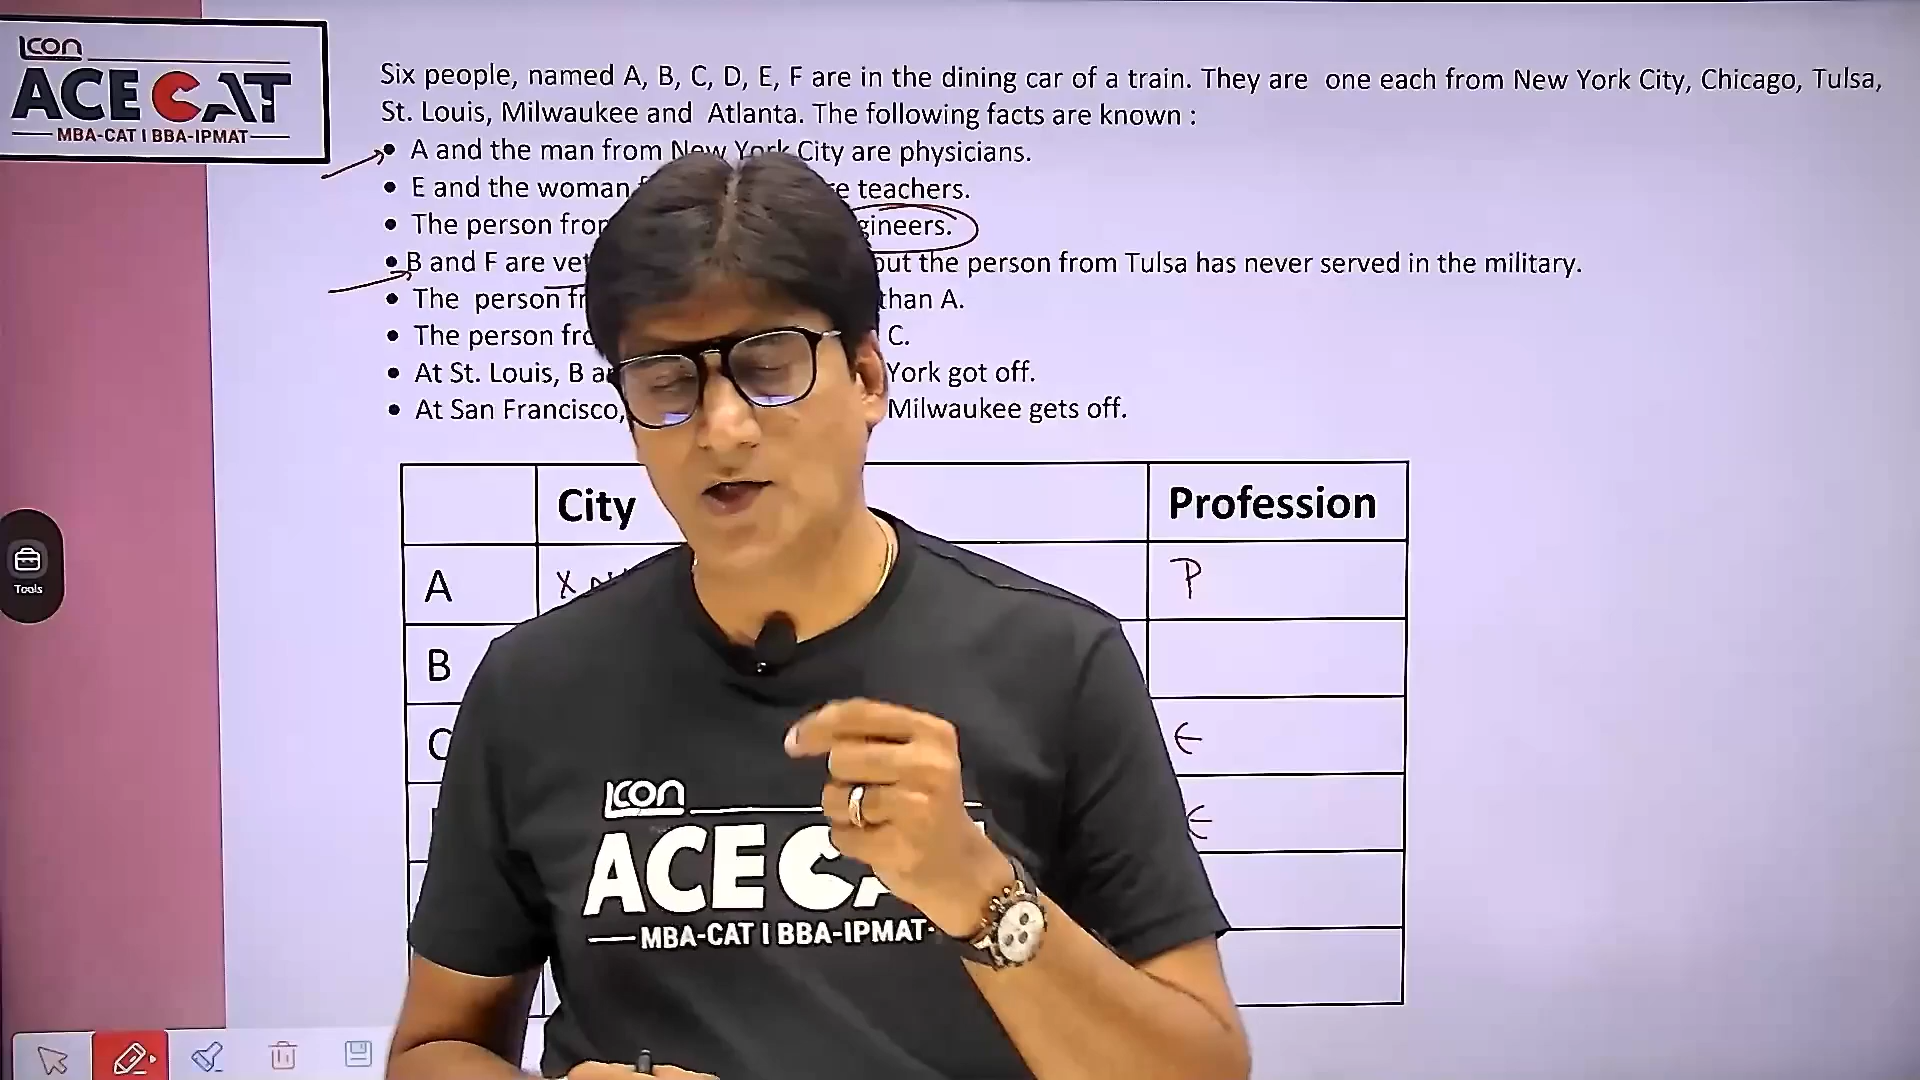 Icon
ACE CAT
MBA-CAT I BBA-IPMAT
Six people, named A, B, C, D, E, F are in the dining car of a train. They are one each from New York City, Chicago, Tulsa,
St. Louis, Milwaukee and Atlanta. The following facts are known :
• A and the man from New York City are physicians.
• E and the woman teachers.
• The person
• B and F are but the person from Tulsa has never served in the military.
• The person than A.
• The person C.
• At St. Louis, B York got off.
• At San Francisco, Milwaukee gets off.
City Profession
A X P
B
C E
E
Tools
Icon
ACE
MBA-CAT I BBA-IPMAT